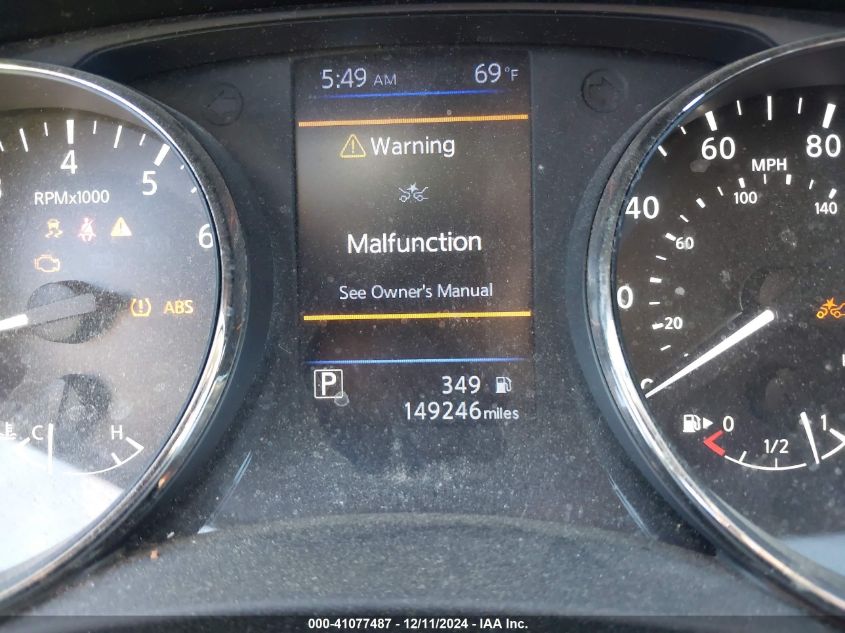 5:49 AM 69°F
Warning
Malfunction
See Owner's Manual
P 349
149246 miles
4
5
6
RPMx1000
ABS
C H
0
20
40
60
80
MPH
60
100
140
0 1/2 1
000-41077487 - 12/11/2024 - IAA Inc.